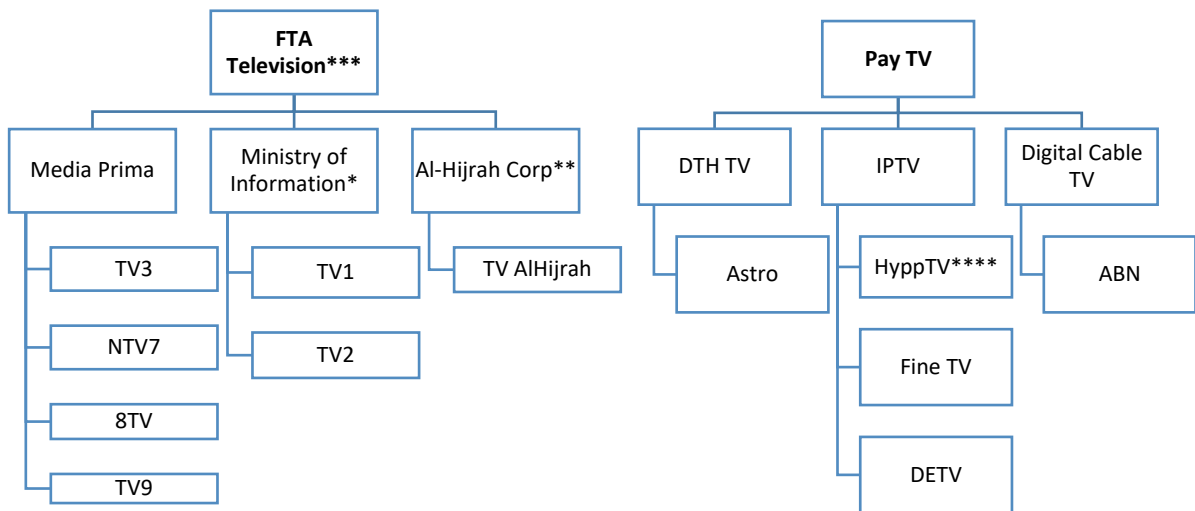 FTA
Television***
Media Prima
Ministry of
Information*
Al-Hijrah Corp**
TV3
NTV7
8TV
TV9
TV1
TV2
TV AlHijrah
Pay TV
DTH TV
IPTV
Digital Cable
TV
Astro
HyppTV****
Fine TV
DETV
ABN